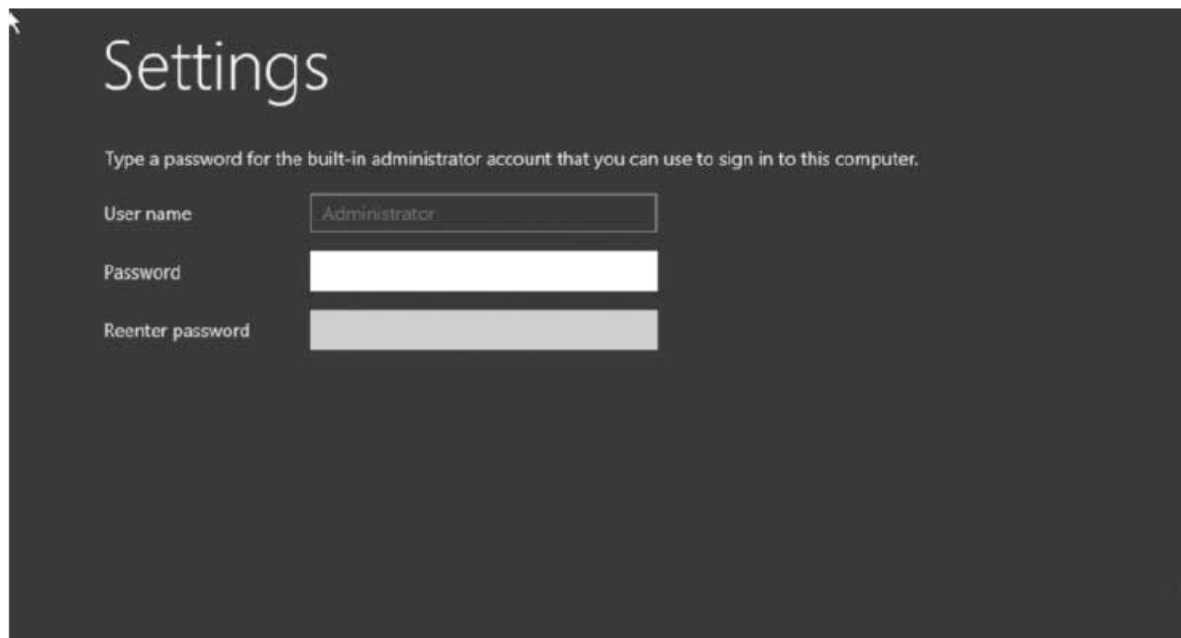 Settings
Type a password for the built-in administrator account that you can use to sign in to this computer.
User name
Administrator
Password
Reenter password